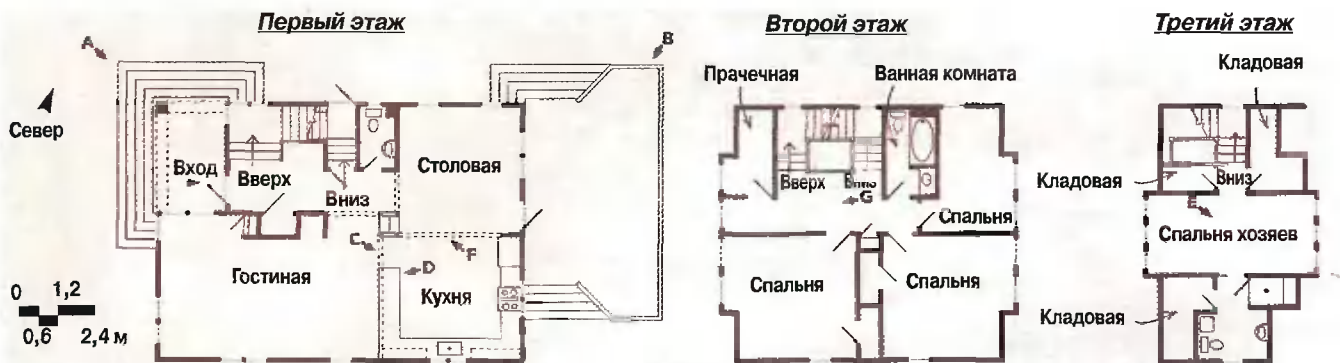 Первый этаж
A
B
Север
Вход
Вверх
Вниз
Столовая
C
F
D
Гостиная
Кухня
0 1,2
0,6 2,4 м
Второй этаж
Прачечная
Ванная комната
Вверх
Вниз
G
Спальня
Спальня
Спальня
Третий этаж
Кладовая
Кладовая
Вниз
E
Спальня хозяев
Кладовая